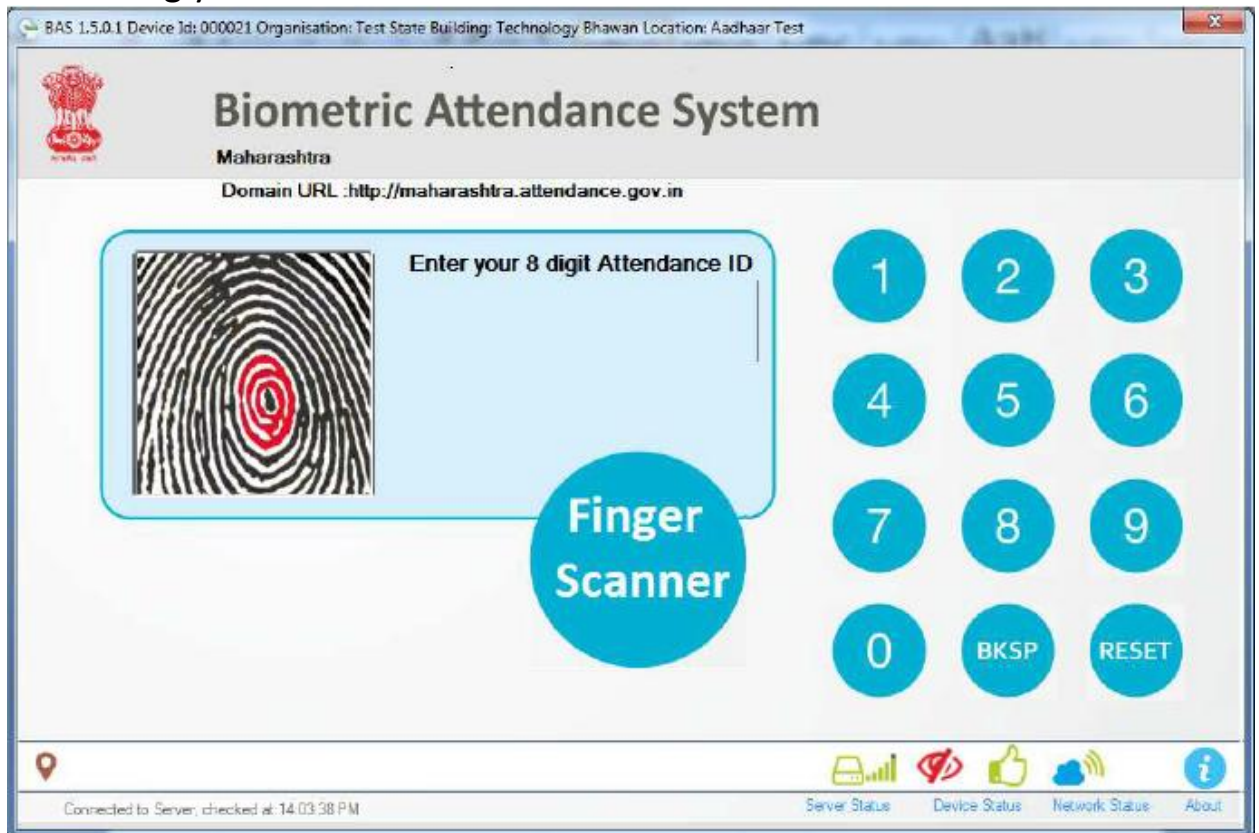 BAS 1.5.0.1 Device Id: 000021 Organisation: Test State Building: Technology Bhawan Location: Aadhaar Test
Biometric Attendance System
Maharashtra
Domain URL :http://maharashtra.attendance.gov.in
Enter your 8 digit Attendance ID
1 2 3
4 5 6
7 8 9
Finger
Scanner
0 BKSP RESET
Connected to Server, checked at 14:03:38 PM
Server Status Device Status Network Status About